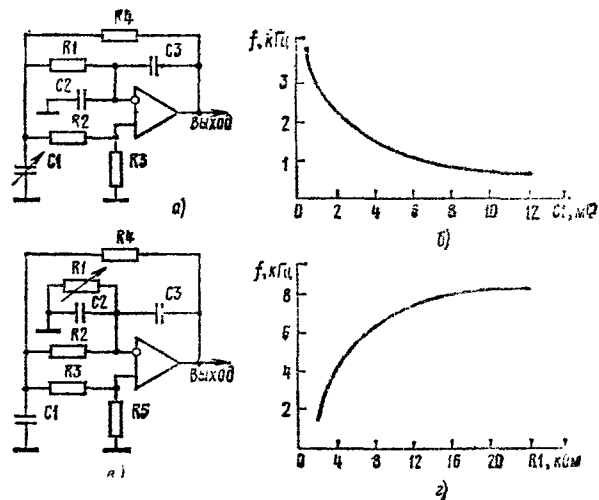 R4
R1
C3
C2
R2
Выход
C1
R3
а)
f, кГц
3
2
1
0 2 4 6 8 10 12 C1, мФ
б)
R4
R1
C2
C3
R2
R3
Выход
C1
R5
в)
f, кГц
8
6
4
2
0 4 8 12 16 20 R1, кОм
г)